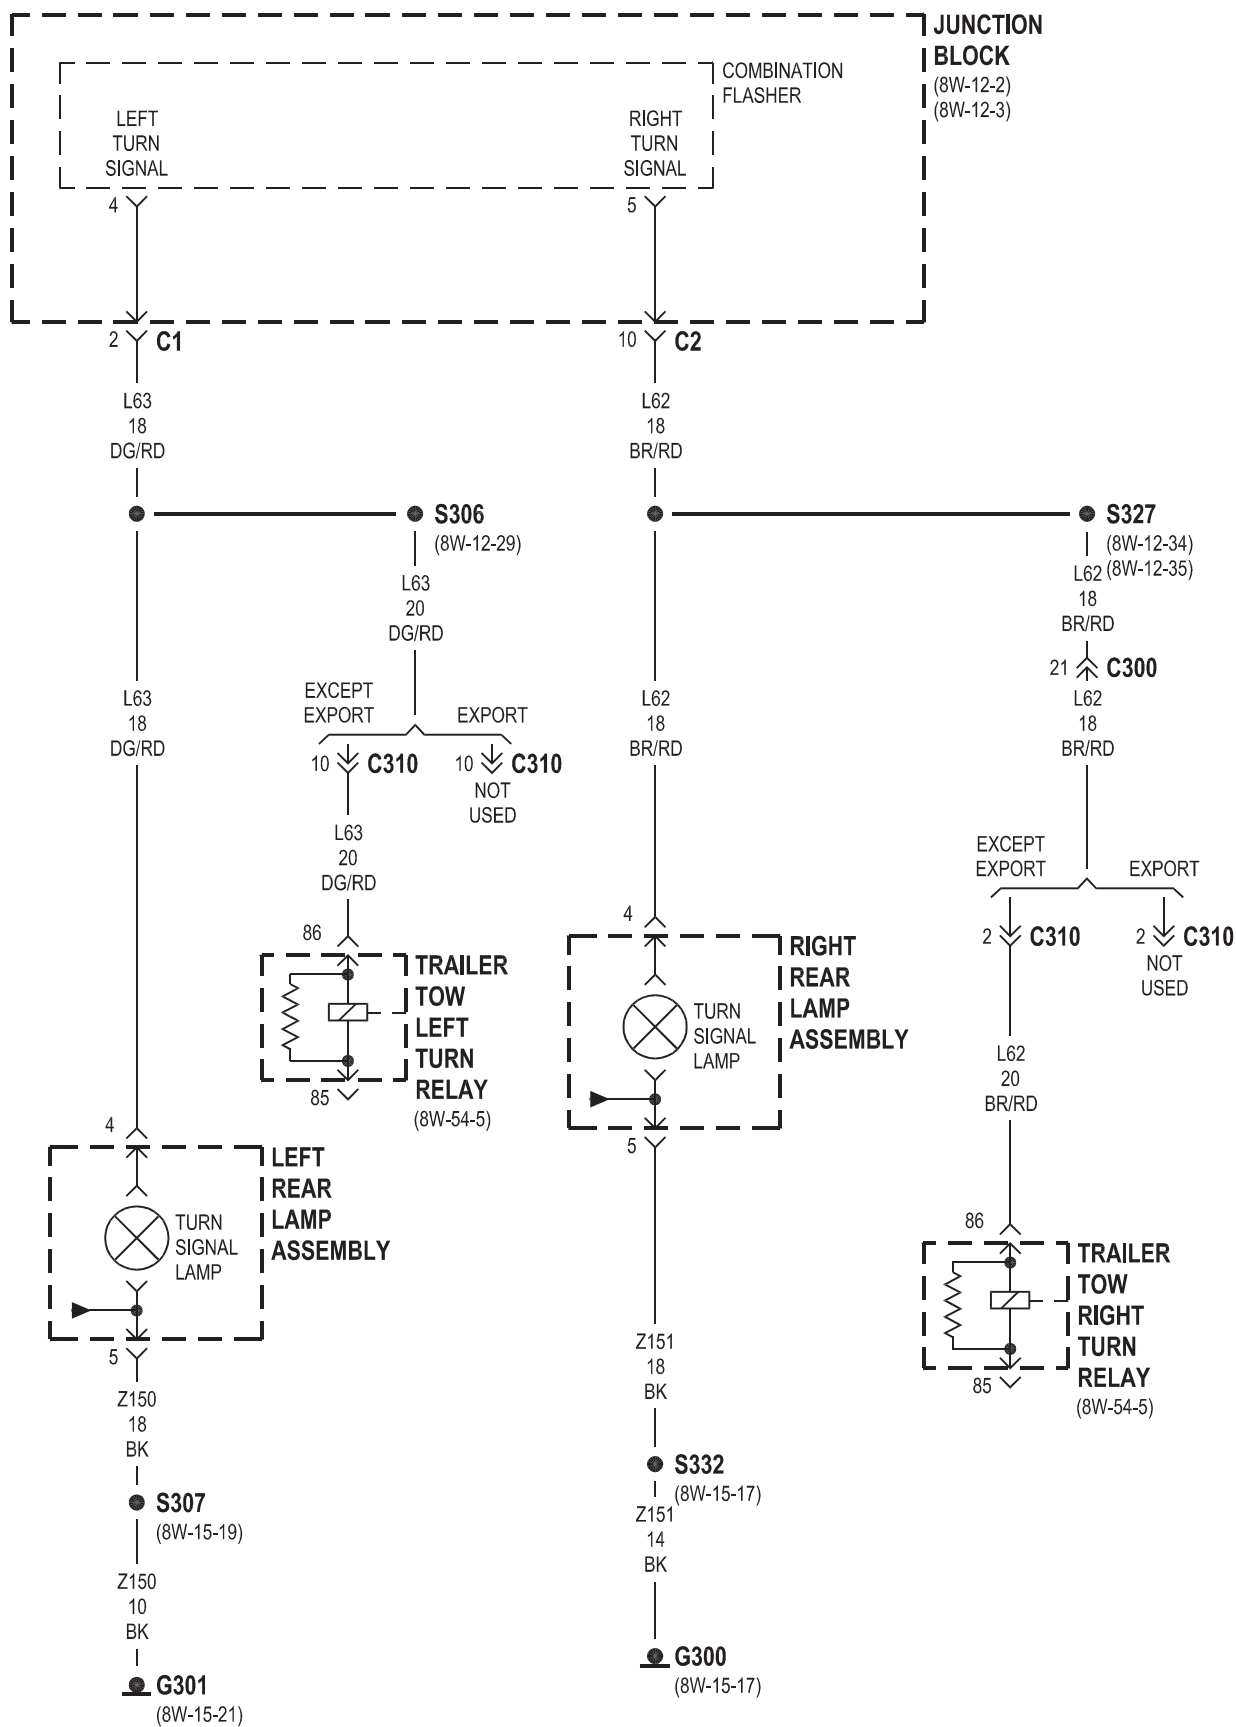 JUNCTION
BLOCK
(8W-12-2)
(8W-12-3)
COMBINATION
FLASHER
LEFT
TURN
SIGNAL
RIGHT
TURN
SIGNAL
4
5
2
C1
10
C2
L63
18
DG/RD
L62
18
BR/RD
S306
(8W-12-29)
S327
(8W-12-34)
(8W-12-35)
L63
20
DG/RD
L62
18
BR/RD
21
C300
L63
18
DG/RD
EXCEPT
EXPORT
EXPORT
10
C310
10
C310
NOT
USED
L62
18
BR/RD
L62
18
BR/RD
L63
20
DG/RD
EXCEPT
EXPORT
EXPORT
2
C310
2
C310
NOT
USED
86
TRAILER
TOW
LEFT
TURN
RELAY
(8W-54-5)
85
4
RIGHT
REAR
LAMP
ASSEMBLY
TURN
SIGNAL
LAMP
5
L62
20
BR/RD
4
LEFT
REAR
LAMP
ASSEMBLY
TURN
SIGNAL
LAMP
5
86
TRAILER
TOW
RIGHT
TURN
RELAY
(8W-54-5)
85
Z150
18
BK
S307
(8W-15-19)
Z150
10
BK
G301
(8W-15-21)
Z151
18
BK
S332
(8W-15-17)
Z151
14
BK
G300
(8W-15-17)